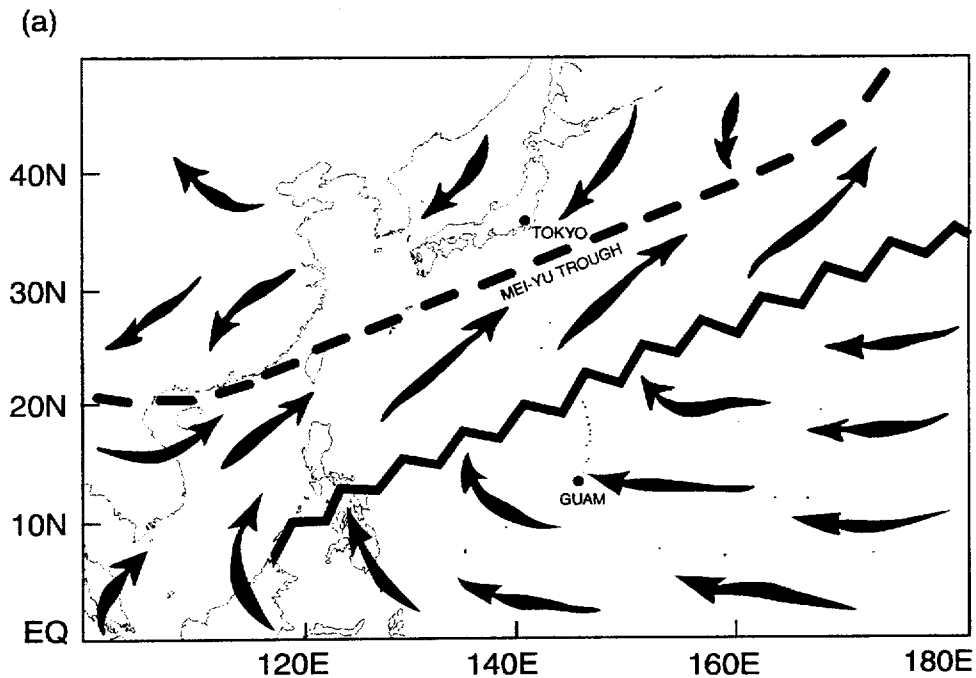 (a)
40N
TOKYO
MEI-YU TROUGH
30N
20N
GUAM
10N
EQ
120E 140E 160E 180E